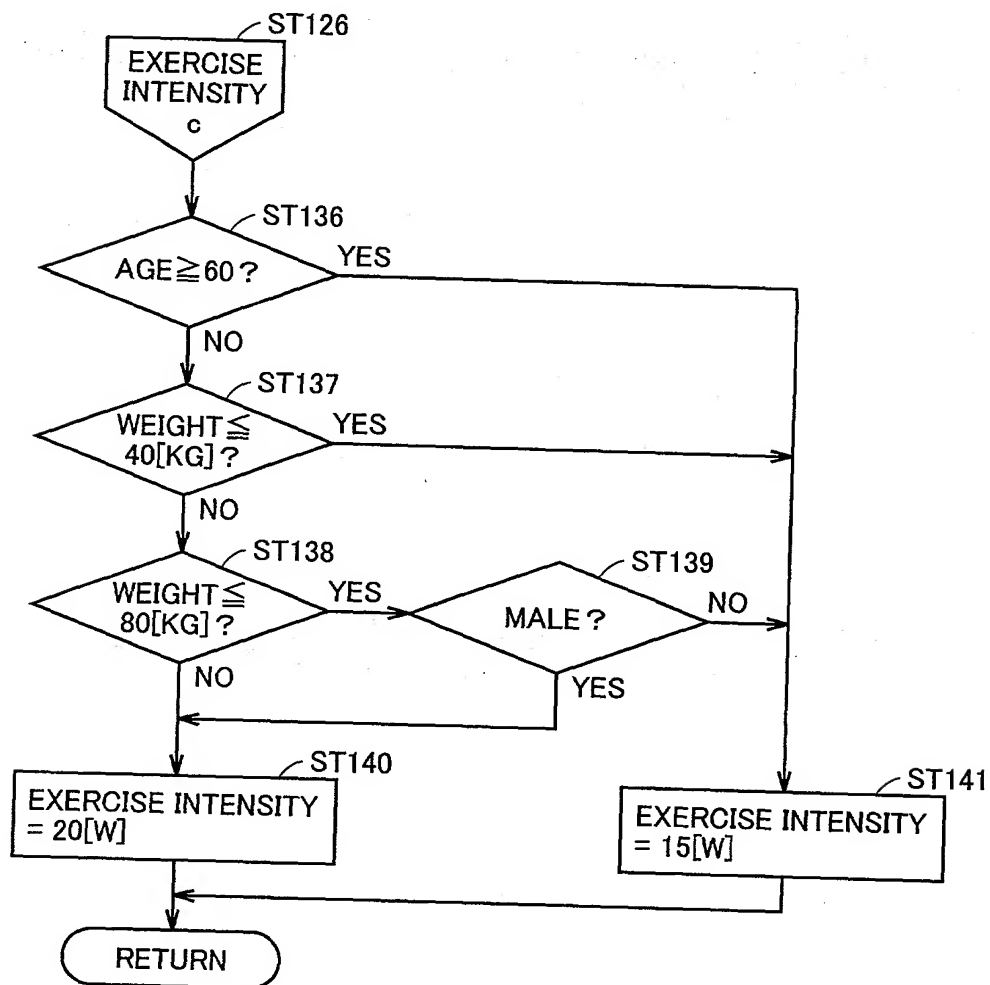 ST126
EXERCISE
INTENSITY
c
ST136
AGE≧60?
YES
NO
ST137
WEIGHT≦
40[KG]?
YES
NO
ST138
WEIGHT≦
80[KG]?
YES
NO
ST139
MALE?
NO
YES
ST140
EXERCISE INTENSITY
= 20[W]
ST141
EXERCISE INTENSITY
= 15[W]
RETURN